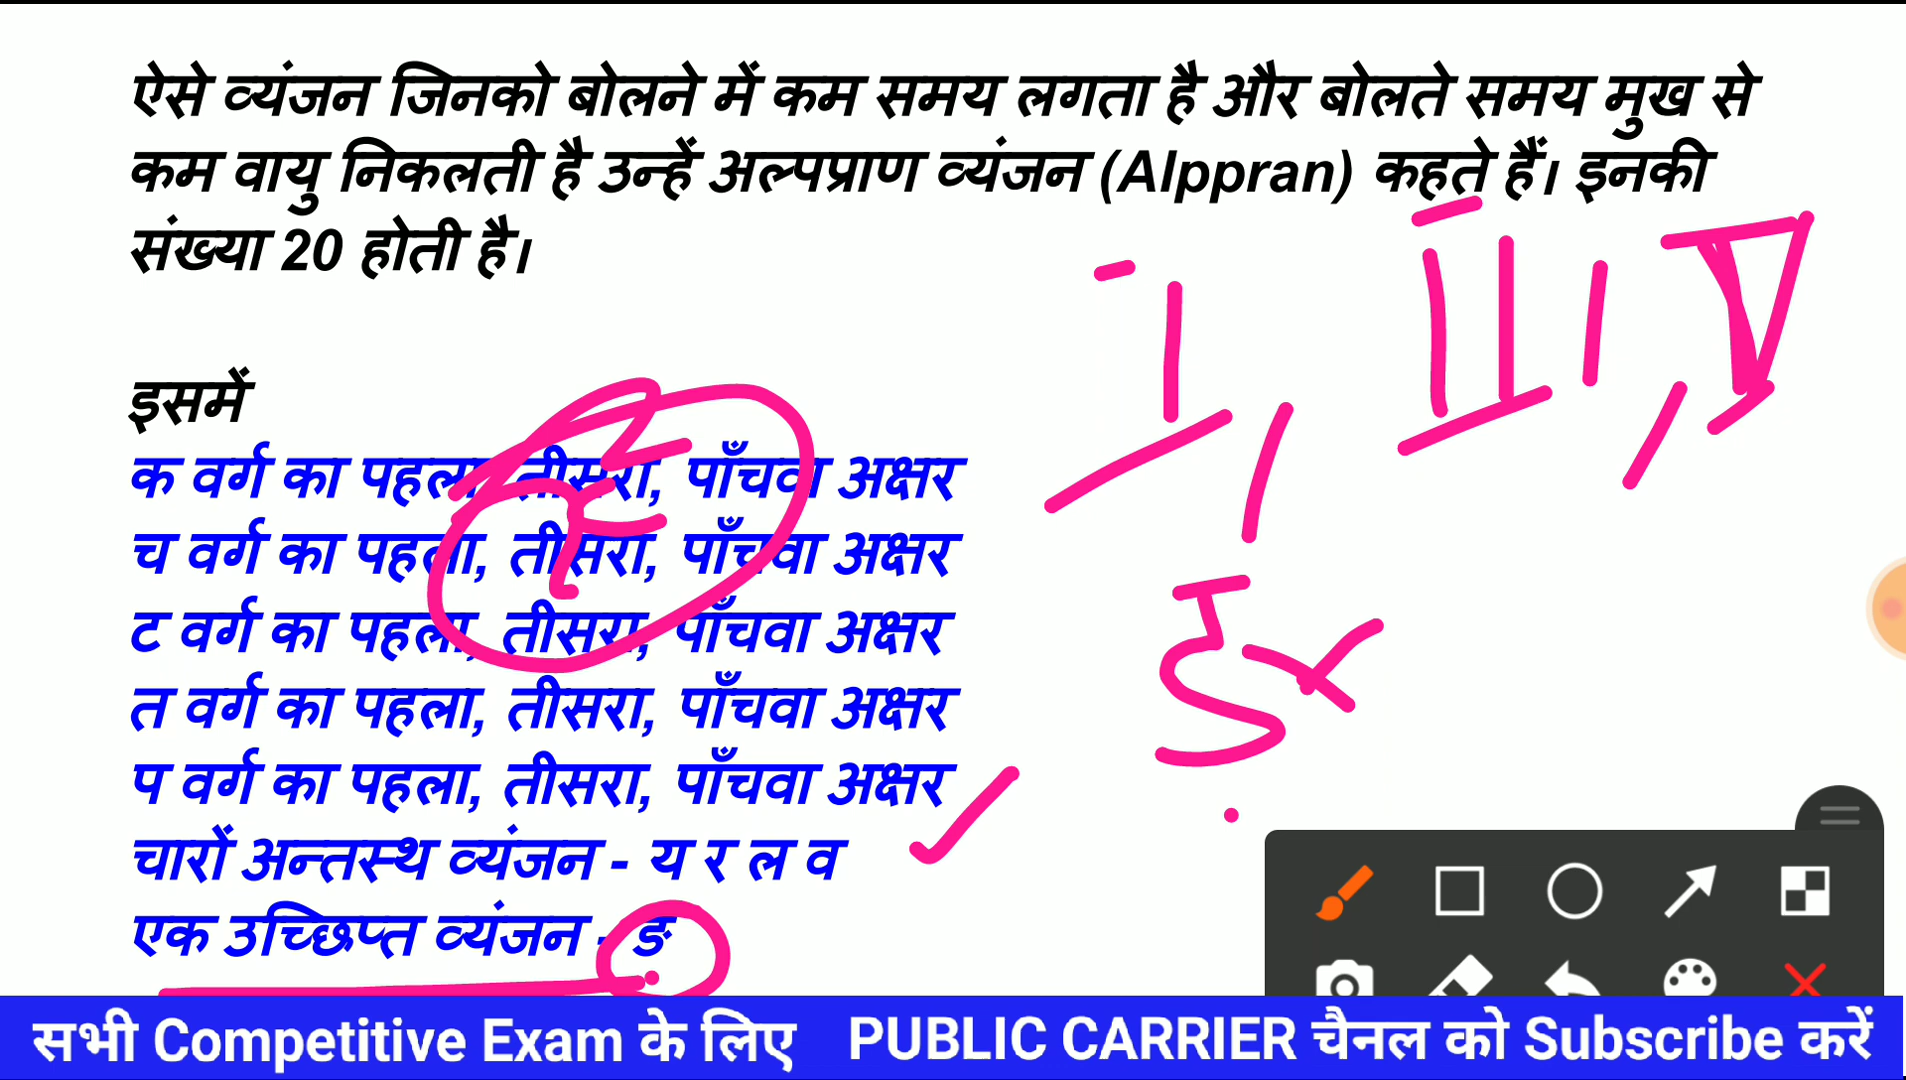 ऐसे व्यंजन जिनको बोलने में कम समय लगता है और बोलते समय मुख से
कम वायु निकलती है उन्हें अल्पप्राण व्यंजन (Alppran) कहते हैं। इनकी
संख्या 20 होती है।
इसमें
क वर्ग का पहला, तीसरा, पाँचवा अक्षर
च वर्ग का पहला, तीसरा, पाँचवा अक्षर
ट वर्ग का पहला, तीसरा, पाँचवा अक्षर
त वर्ग का पहला, तीसरा, पाँचवा अक्षर
प वर्ग का पहला, तीसरा, पाँचवा अक्षर
चारों अन्तस्थ व्यंजन - य र ल व
एक उच्छिप्त व्यंजन - ङ
I, III, V
सभी Competitive Exam के लिए PUBLIC CARRIER चैनल को Subscribe करें